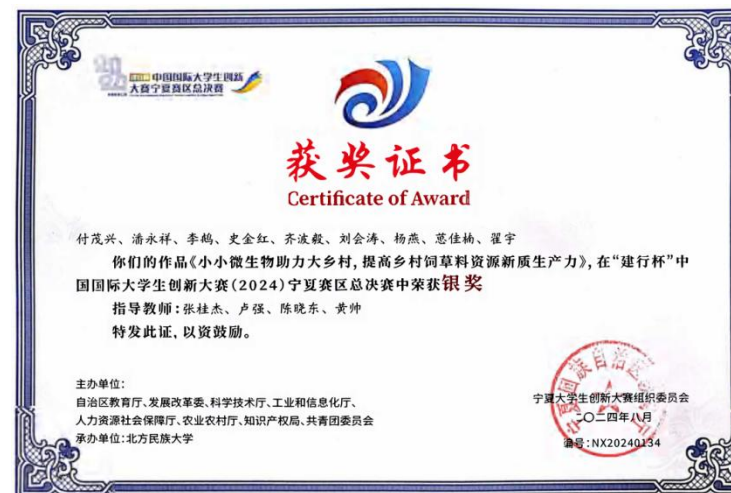 中国国际大学生创新
大赛宁夏赛区总决赛
获奖证书
Certificate of Award
付茂兴、潘永祥、李鹄、史金红、齐波毅、刘会涛、杨燕、葸佳楠、翟宇
你们的作品《小小微生物助力大乡村,提高乡村饲草料资源新质生产力》,在“建行杯”中
国国际大学生创新大赛(2024)宁夏赛区总决赛中荣获银奖
指导教师:张桂杰、卢强、陈晓东、黄帅
特发此证,以资鼓励。
主办单位:
自治区教育厅、发展改革委、科学技术厅、工业和信息化厅、
人力资源社会保障厅、农业农村厅、知识产权局、共青团委员会
承办单位:北方民族大学
宁夏大学生创新大赛组织委员会
二〇二四年八月
编号:NX20240134
宁夏回族自治区